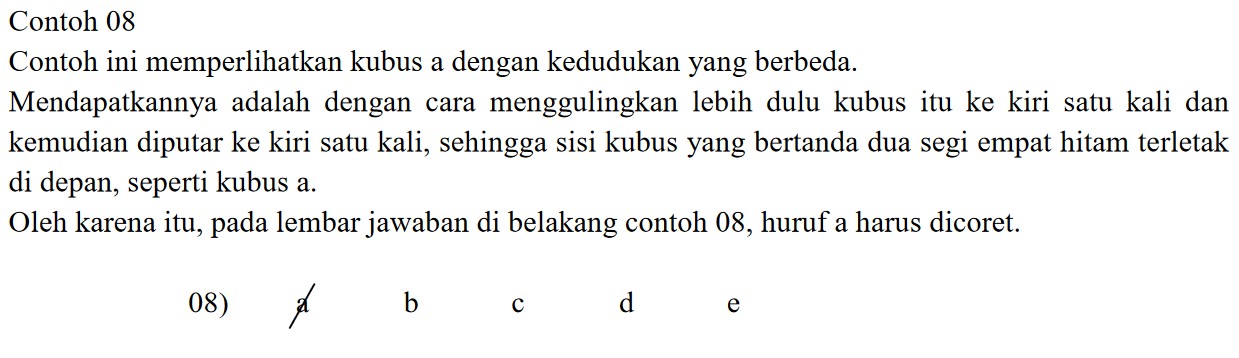 Contoh 08
Contoh ini memperlihatkan kubus a dengan kedudukan yang berbeda.
Mendapatkannya adalah dengan cara menggulingkan lebih dulu kubus itu ke kiri satu kali dan
kemudian diputar ke kiri satu kali, sehingga sisi kubus yang bertanda dua segi empat hitam terletak
di depan, seperti kubus a.
Oleh karena itu, pada lembar jawaban di belakang contoh 08, huruf a harus dicoret.
08) a b c d e